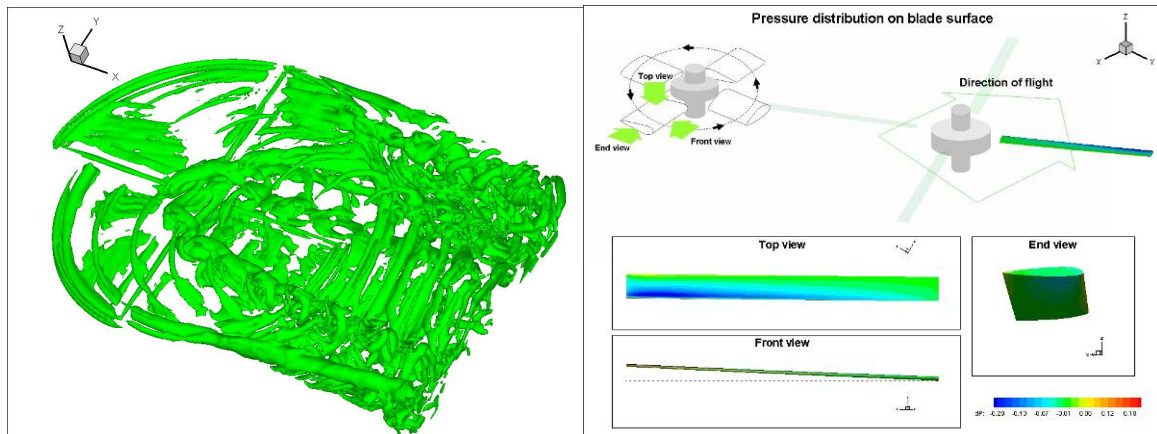 Z
Y
X
Pressure distribution on blade surface
Z
X
Y
Top view
Direction of flight
End view
Front view
Top view
End view
Front view
dP: -0.20 -0.13 -0.07 -0.01 0.06 0.12 0.18